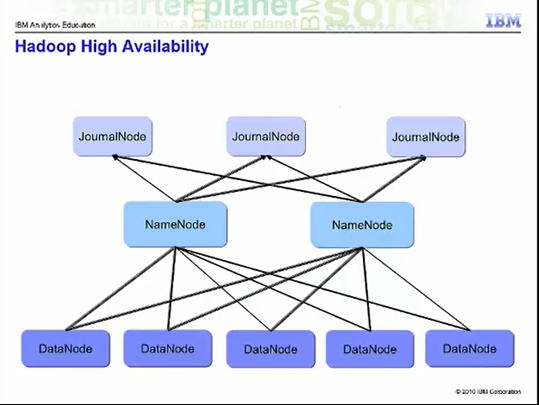 IBM Analytics Education
IBM
Hadoop High Availability
JournalNode JournalNode JournalNode
NameNode NameNode
DataNode DataNode DataNode DataNode DataNode
© 2016 IBM Corporation